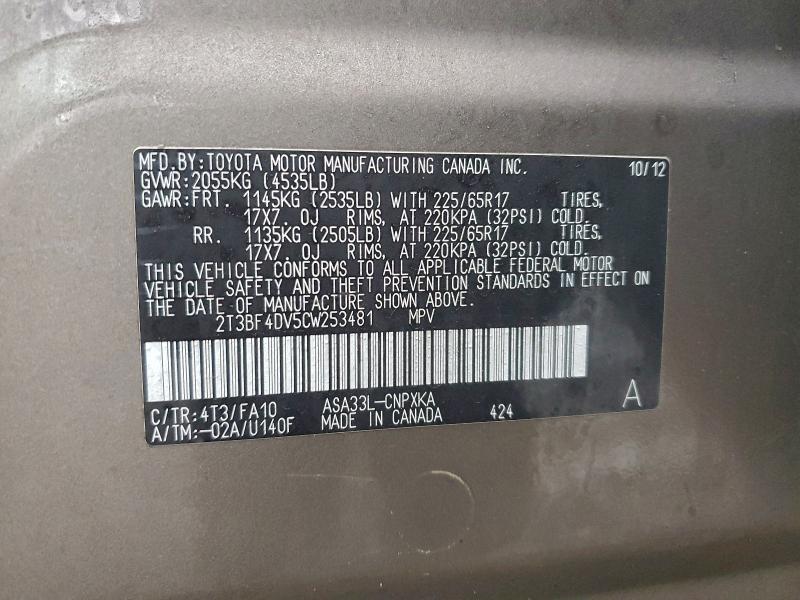 MFD.BY:TOYOTA MOTOR MANUFACTURING CANADA INC. 10/12
GVWR:2055KG (4535LB)
GAWR:FRT. 1145KG (2535LB) WITH 225/65R17 TIRES,
17X7.0J RIMS, AT 220KPA (32PSI) COLD.
RR. 1135KG (2505LB) WITH 225/65R17 TIRES,
17X7.0J RIMS, AT 220KPA (32PSI) COLD.
THIS VEHICLE CONFORMS TO ALL APPLICABLE FEDERAL MOTOR
VEHICLE SAFETY AND THEFT PREVENTION STANDARDS IN EFFECT ON
THE DATE OF MANUFACTURE SHOWN ABOVE.
2T3BF4DV5CW253481 MPV
C/TR:4T3/FA10 ASA33L-CNPXKA 424 A
A/TM:-02A/U140F MADE IN CANADA